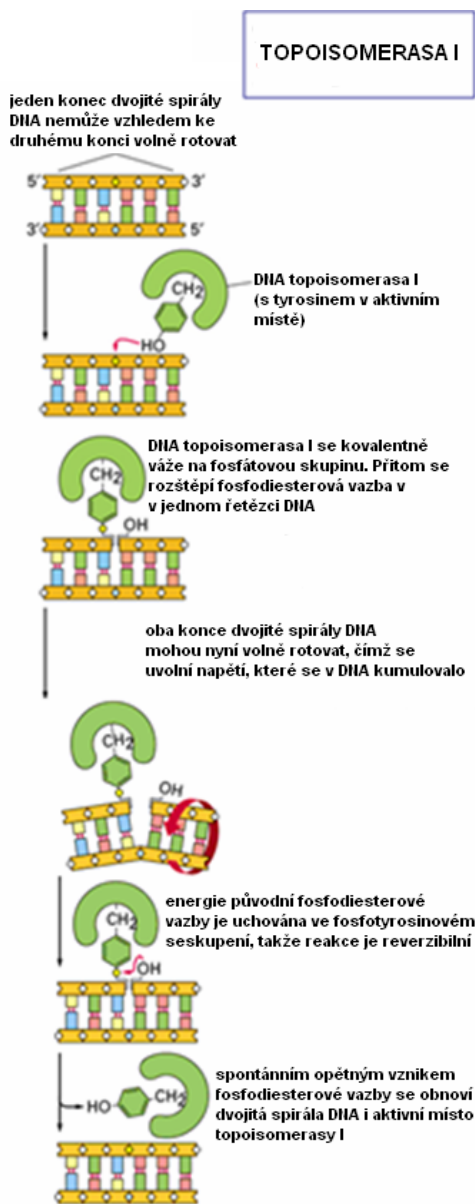 TOPOISOMERASA I
jeden konec dvojité spirály
DNA nemůže vzhledem ke
druhému konci volně rotovat
5´ 3´
3´ 5´
CH2
HO
DNA topoisomerasa I
(s tyrosinem v aktivním
místě)
DNA topoisomerasa I se kovalentně
váže na fosfátovou skupinu. Přitom se
rozštěpí fosfodiesterová vazba v
v jednom řetězci DNA
CH2
OH
oba konce dvojité spirály DNA
mohou nyní volně rotovat, čímž se
uvolní napětí, které se v DNA kumulovalo
CH2
OH
energie původní fosfodiesterové
vazby je uchována ve fosfotyrosinovém
seskupení, takže reakce je reverzibilní
CH2
OH
spontánním opětným vznikem
fosfodiesterové vazby se obnoví
dvojitá spirála DNA i aktivní místo
topoisomerasy I
HO
CH2